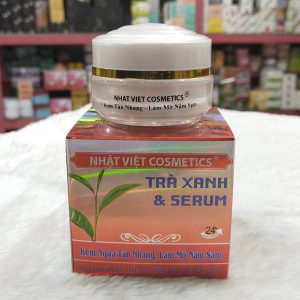 NHẬT VIỆT COSMETICS®
Kem Tàn Nhang - Làm Mờ Nám Sạm
NHẬT VIỆT COSMETICS®
TRÀ XANH
& SERUM
24
Kem Ngừa Tàn Nhang, Làm Mờ Nám Sạm